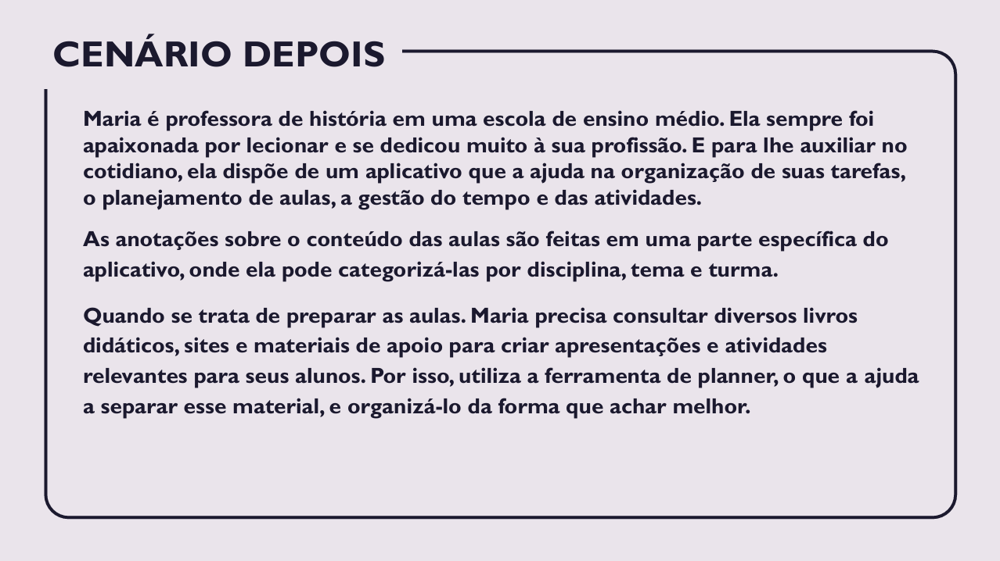 CENÁRIO DEPOIS
Maria é professora de história em uma escola de ensino médio. Ela sempre foi
apaixonada por lecionar e se dedicou muito à sua profissão. E para lhe auxiliar no
cotidiano, ela dispõe de um aplicativo que a ajuda na organização de suas tarefas,
o planejamento de aulas, a gestão do tempo e das atividades.
As anotações sobre o conteúdo das aulas são feitas em uma parte específica do
aplicativo, onde ela pode categorizá-las por disciplina, tema e turma.
Quando se trata de preparar as aulas. Maria precisa consultar diversos livros
didáticos, sites e materiais de apoio para criar apresentações e atividades
relevantes para seus alunos. Por isso, utiliza a ferramenta de planner, o que a ajuda
a separar esse material, e organizá-lo da forma que achar melhor.